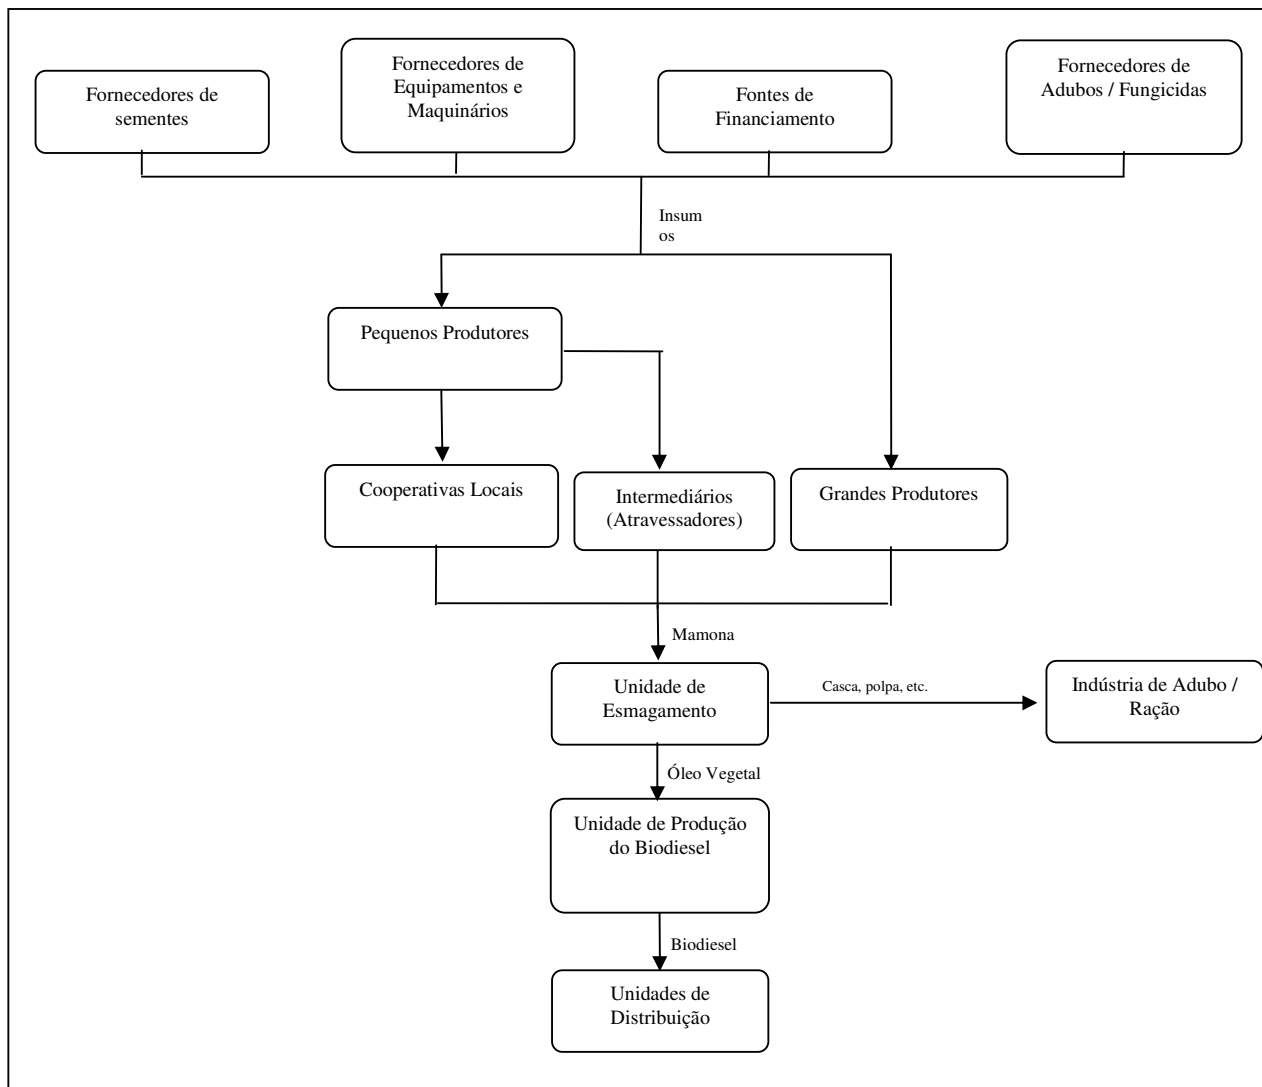 Fornecedores de
sementes
Fornecedores de
Equipamentos e
Maquinários
Fontes de
Financiamento
Fornecedores de
Adubos / Fungicidas
Insum
os
Pequenos Produtores
Cooperativas Locais
Intermediários
(Atravessadores)
Grandes Produtores
Mamona
Unidade de
Esmagamento
Casca, polpa, etc.
Indústria de Adubo /
Ração
Óleo Vegetal
Unidade de Produção
do Biodiesel
Biodiesel
Unidades de
Distribuição